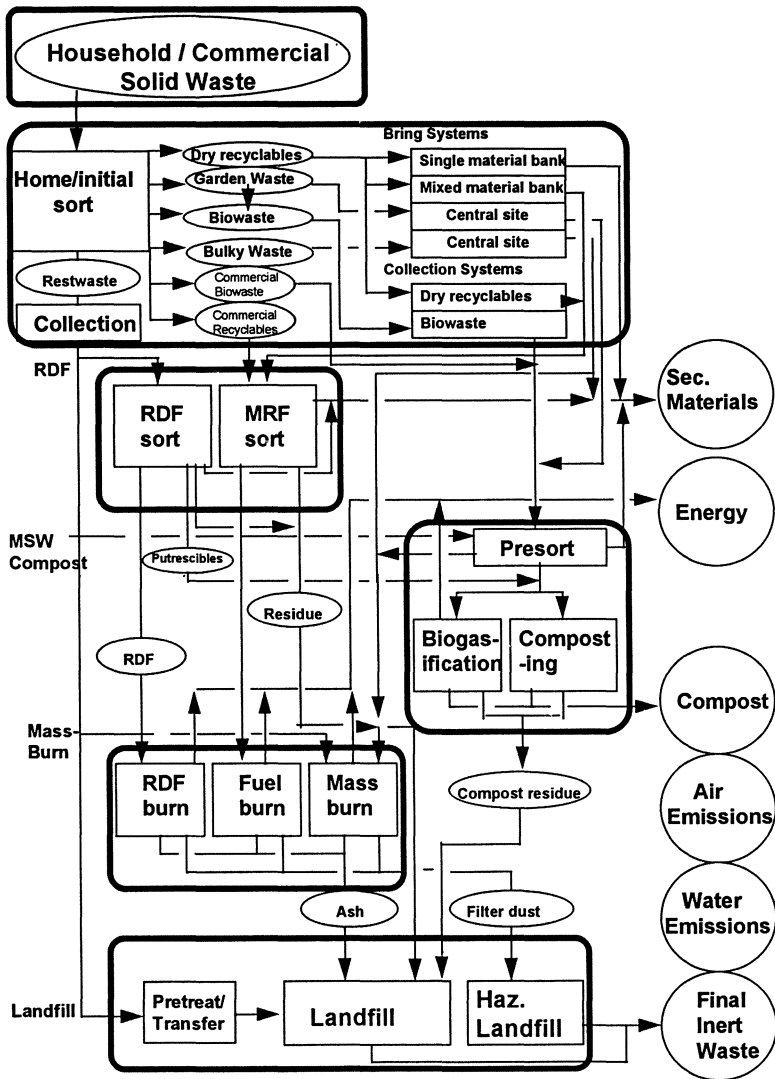 Household / Commercial
Solid Waste
Home/initial
sort
Restwaste
Collection
Dry recyclables
Garden Waste
Biowaste
Bulky Waste
Commercial
Biowaste
Commercial
Recyclables
Bring Systems
Single material bank
Mixed material bank
Central site
Central site
Collection Systems
Dry recyclables
Biowaste
RDF
RDF
sort
MRF
sort
Sec.
Materials
Energy
MSW
Compost
Putrescibles
Presort
Residue
RDF
Biogas-
ification
Compost
-ing
Compost
Mass-
Burn
RDF
burn
Fuel
burn
Mass
burn
Compost residue
Air
Emissions
Ash
Filter dust
Water
Emissions
Landfill
Pretreat/
Transfer
Landfill
Haz.
Landfill
Final
Inert
Waste